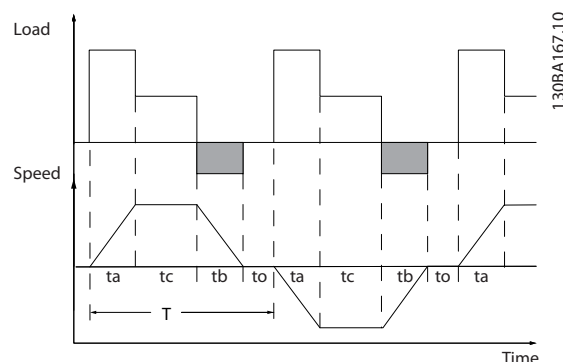 Load
130BA167.10
Speed
ta tc tb to ta tc tb to ta
T
Time